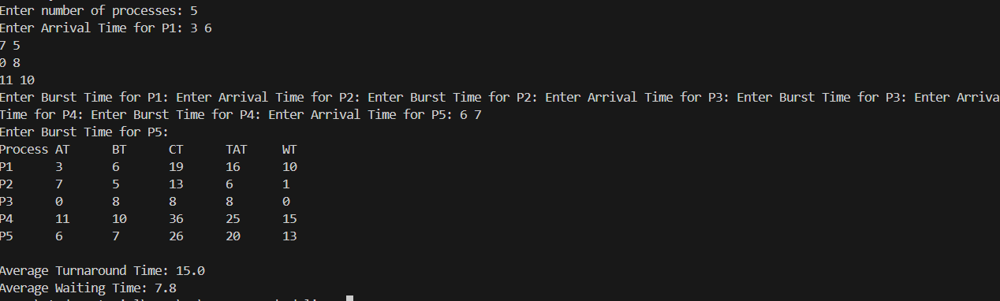 Enter number of processes: 5
Enter Arrival Time for P1: 3 6
7 5
0 8
11 10
Enter Burst Time for P1: Enter Arrival Time for P2: Enter Burst Time for P2: Enter Arrival Time for P3: Enter Burst Time for P3: Enter Arriva
Time for P4: Enter Burst Time for P4: Enter Arrival Time for P5: 6 7
Enter Burst Time for P5:
Process AT BT CT TAT WT
P1 3 6 19 16 10
P2 7 5 13 6 1
P3 0 8 8 8 0
P4 11 10 36 25 15
P5 6 7 26 20 13
Average Turnaround Time: 15.0
Average Waiting Time: 7.8